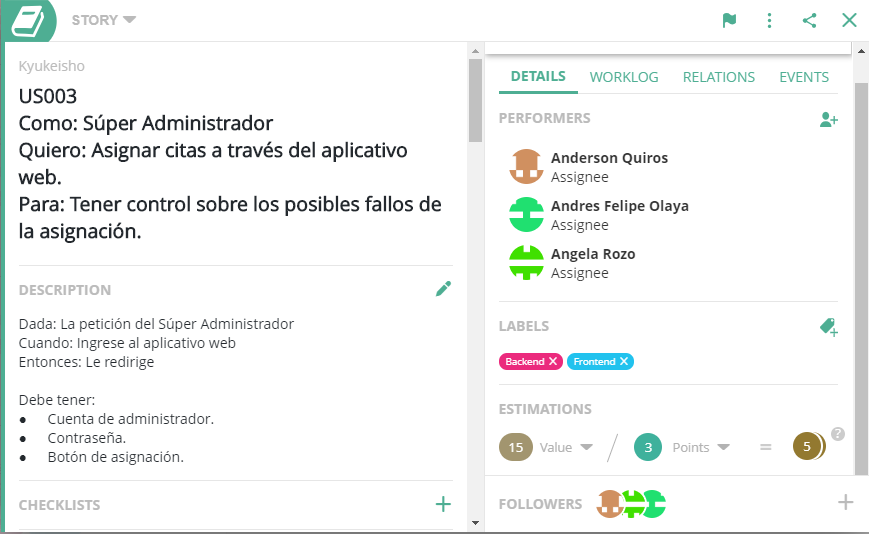 STORY
Kyukeisho
US003
Como: Súper Administrador
Quiero: Asignar citas a través del aplicativo
web.
Para: Tener control sobre los posibles fallos de
la asignación.
DESCRIPTION
Dada: La petición del Súper Administrador
Cuando: Ingrese al aplicativo web
Entonces: Le redirige
Debe tener:
● Cuenta de administrador.
● Contraseña.
● Botón de asignación.
CHECKLISTS
DETAILS WORKLOG RELATIONS EVENTS
PERFORMERS
Anderson Quiros
Assignee
Andres Felipe Olaya
Assignee
Angela Rozo
Assignee
LABELS
Backend Frontend
ESTIMATIONS
15 Value / 3 Points = 5 ?
FOLLOWERS